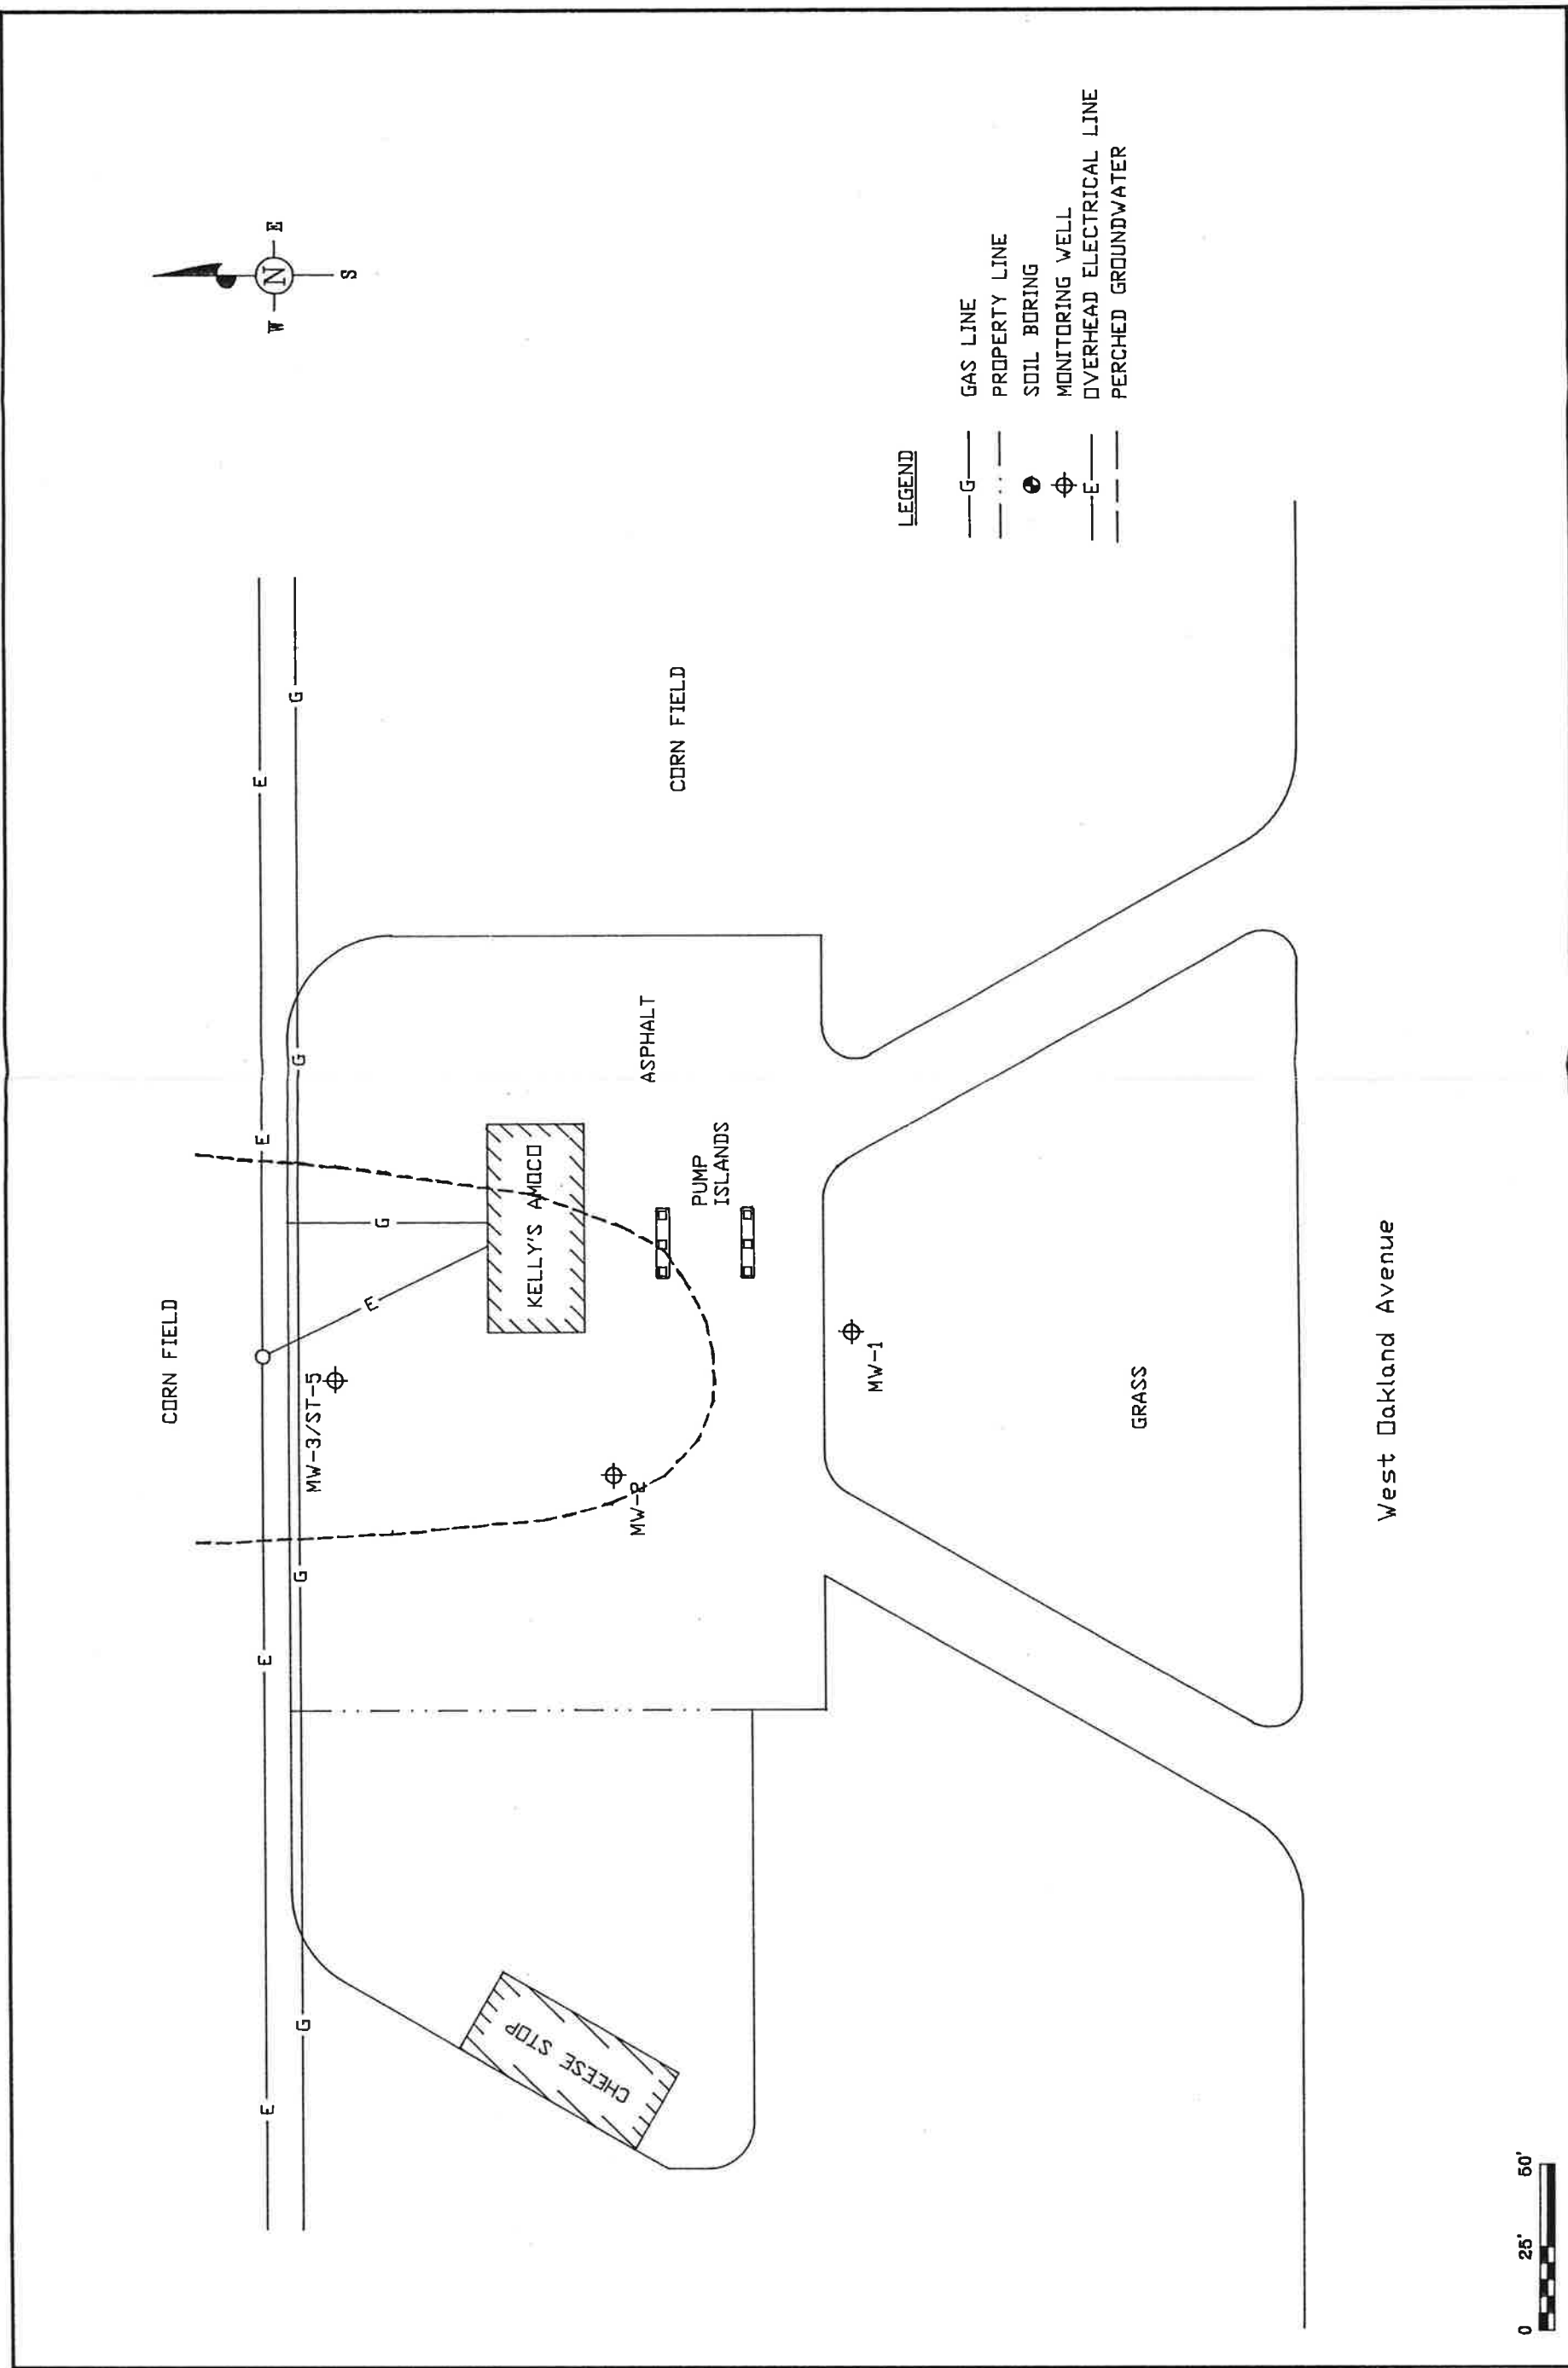 W
N
E
S
CORN FIELD
E
E
E
E
G
G
G
G
MW-3/ST-5
E
G
KELLY'S AMOCO
CHEESE STOP
MW-2
ASPHALT
CORN FIELD
PUMP
ISLANDS
MW-1
GRASS
West Oakland Avenue
LEGEND
G GAS LINE
PROPERTY LINE
SOIL BORING
MONITORING WELL
E OVERHEAD ELECTRICAL LINE
PERCHED GROUNDWATER
0 25' 50'